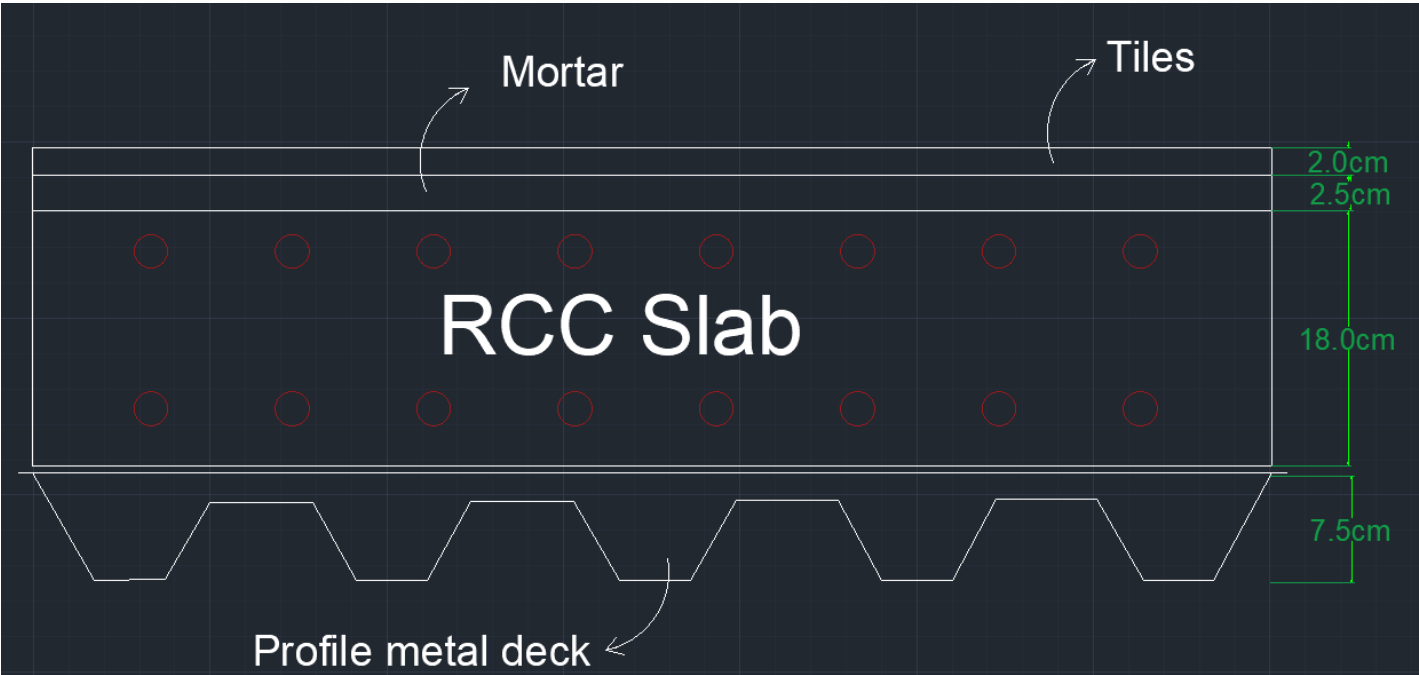 Mortar
Tiles
2.0cm
2.5cm
RCC Slab
18.0cm
7.5cm
Profile metal deck